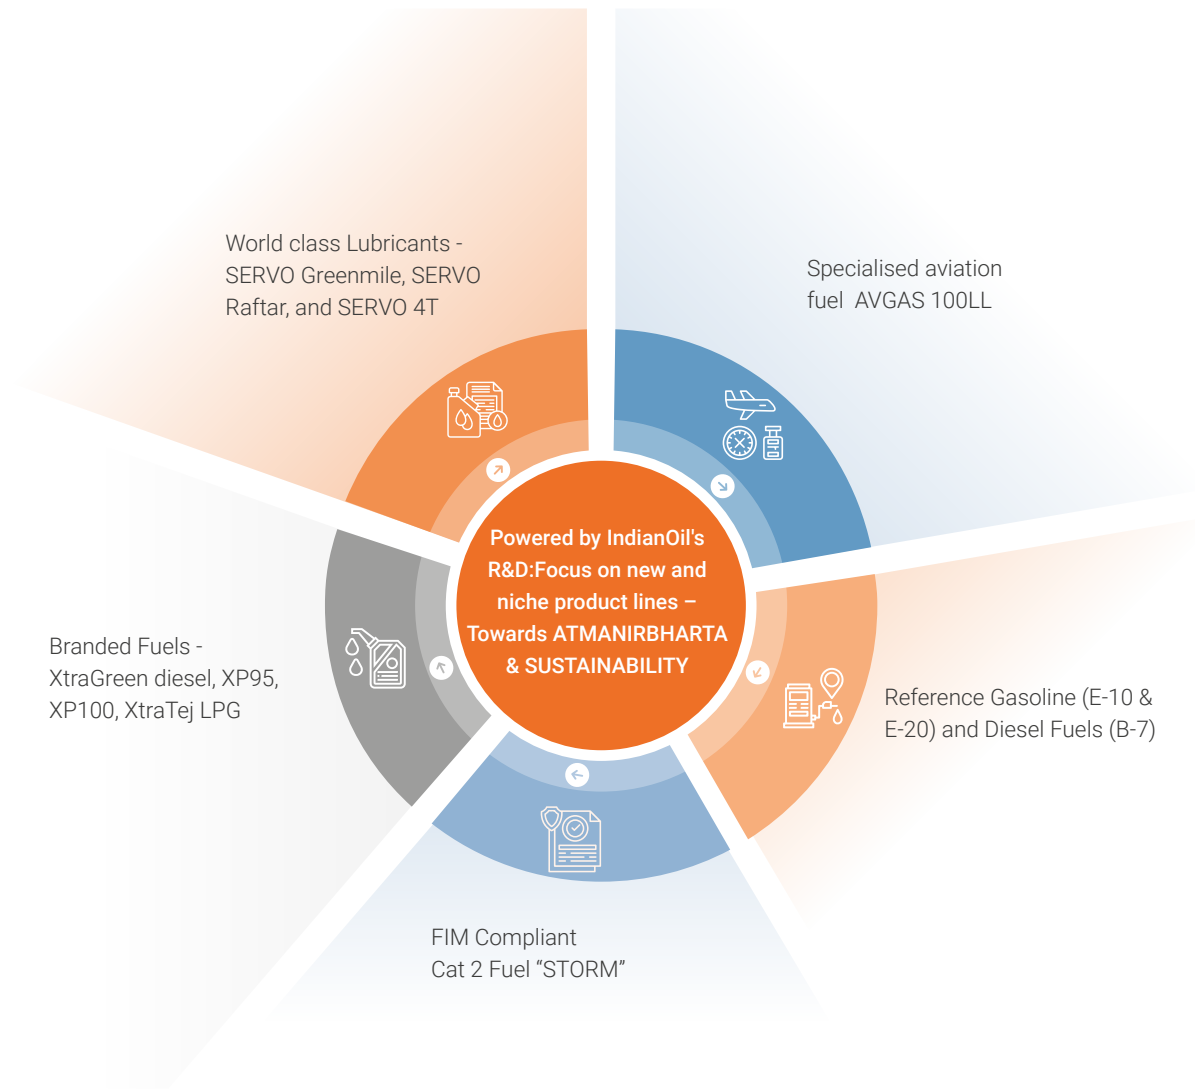 World class Lubricants -
SERVO Greenmile, SERVO
Raftar, and SERVO 4T
Specialised aviation
fuel  AVGAS 100LL
Powered by IndianOil's
R&D:Focus on new and
niche product lines –
Towards ATMANIRBHARTA
& SUSTAINABILITY
Branded Fuels -
XtraGreen diesel, XP95,
XP100, XtraTej LPG
Reference Gasoline (E-10 &
E-20) and Diesel Fuels (B-7)
FIM Compliant
Cat 2 Fuel “STORM”